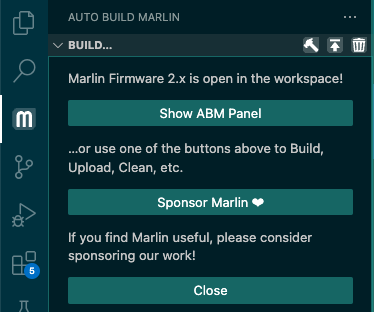 AUTO BUILD MARLIN
BUILD...
Marlin Firmware 2.x is open in the workspace!
Show ABM Panel
...or use one of the buttons above to Build,
Upload, Clean, etc.
Sponsor Marlin ❤
If you find Marlin useful, please consider
sponsoring our work!
5
Close